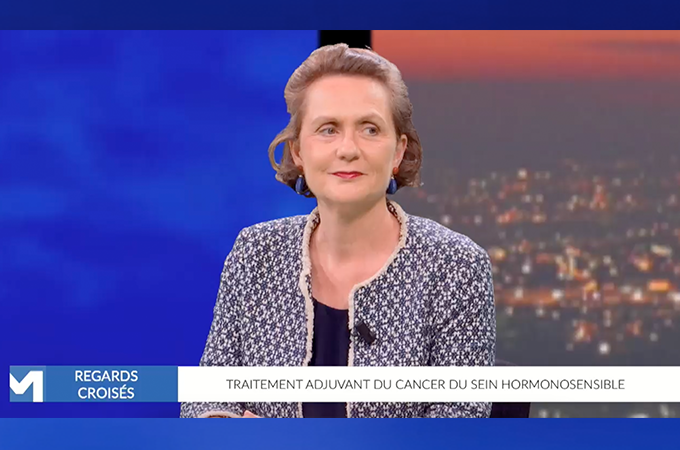 REGARDS
CROISÉS
TRAITEMENT ADJUVANT DU CANCER DU SEIN HORMONOSENSIBLE